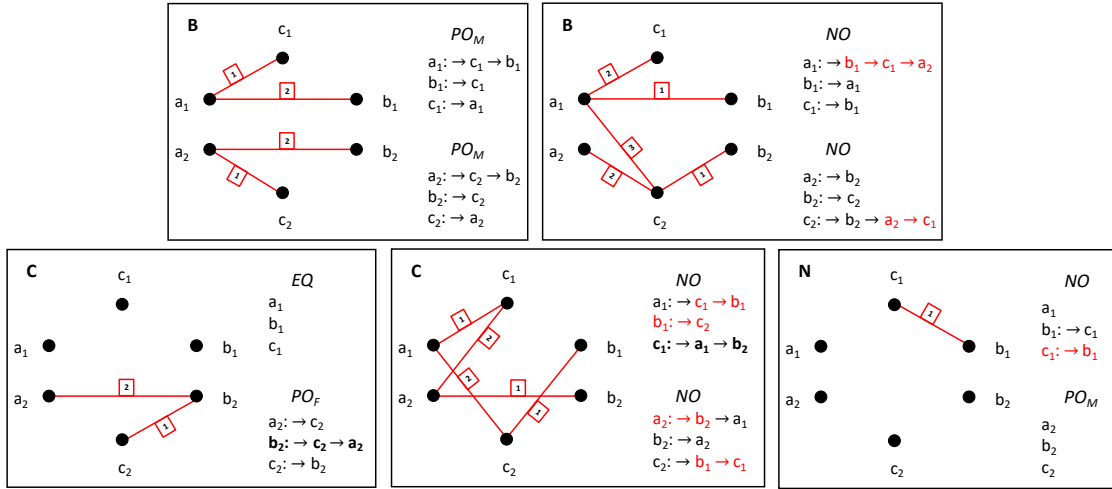 B
c₁
PO_M
a₁: → c₁ → b₁
b₁: → c₁
c₁: → a₁
1
2
a₁
b₁
a₂
b₂
2
1
c₂
PO_M
a₂: → c₂ → b₂
b₂: → c₂
c₂: → a₂
B
c₁
NO
a₁: → b₁ → c₁ → a₂
b₁: → a₁
c₁: → b₁
2
1
a₁
b₁
3
a₂
b₂
2
1
c₂
NO
a₂: → b₂
b₂: → c₂
c₂: → b₂ → a₂ → c₁
C
c₁
EQ
a₁
b₁
c₁
a₁
b₁
2
a₂
b₂
1
c₂
PO_F
a₂: → c₂
b₂: → c₂ → a₂
c₂: → b₂
C
c₁
NO
a₁: → c₁ → b₁
b₁: → c₂
c₁: → a₁ → b₂
1
2
a₁
b₁
2
1
a₂
b₂
1
c₂
NO
a₂: → b₂ → a₁
b₂: → a₂
c₂: → b₁ → c₁
N
c₁
NO
a₁
b₁: → c₁
c₁: → b₁
1
a₁
b₁
a₂
b₂
c₂
PO_M
a₂
b₂
c₂